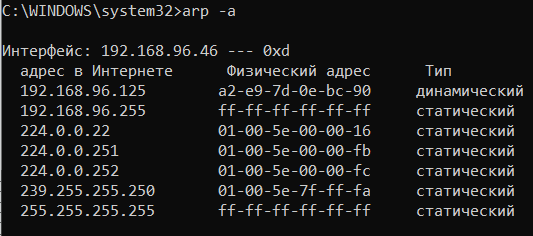 C:\WINDOWS\system32>arp -a
Интерфейс: 192.168.96.46 --- 0xd
адрес в Интернете Физический адрес Тип
192.168.96.125 a2-e9-7d-0e-bc-90 динамический
192.168.96.255 ff-ff-ff-ff-ff-ff статический
224.0.0.22 01-00-5e-00-00-16 статический
224.0.0.251 01-00-5e-00-00-fb статический
224.0.0.252 01-00-5e-00-00-fc статический
239.255.255.250 01-00-5e-7f-ff-fa статический
255.255.255.255 ff-ff-ff-ff-ff-ff статический